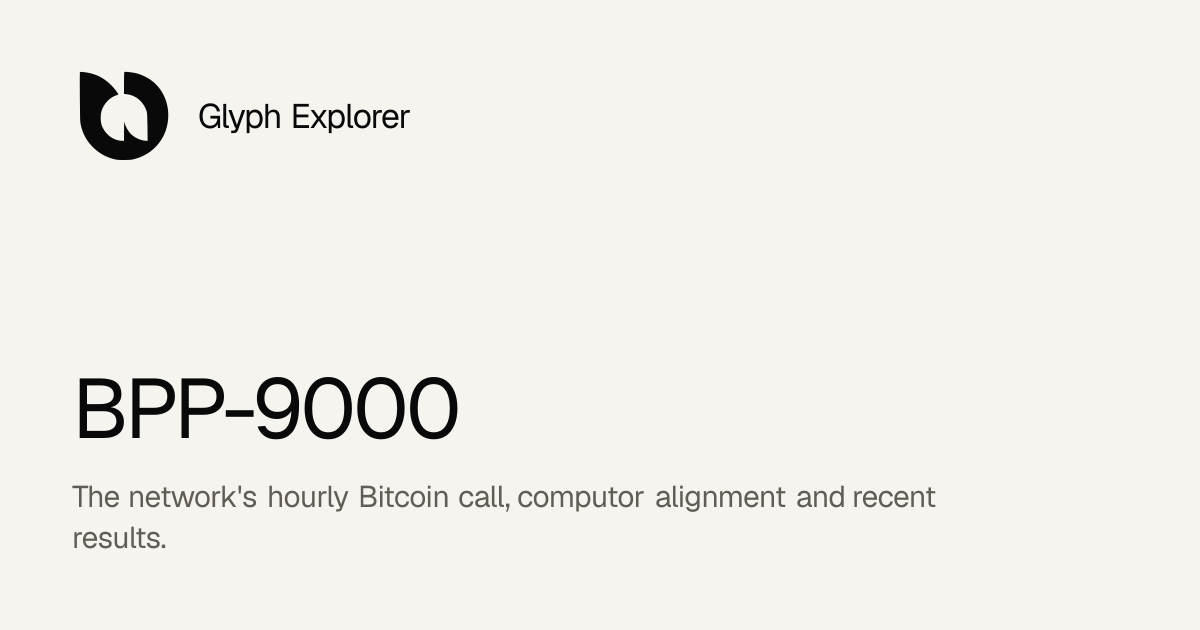 Glyph Explorer
BPP-9000
The network's hourly Bitcoin call, computor alignment and recent
results.